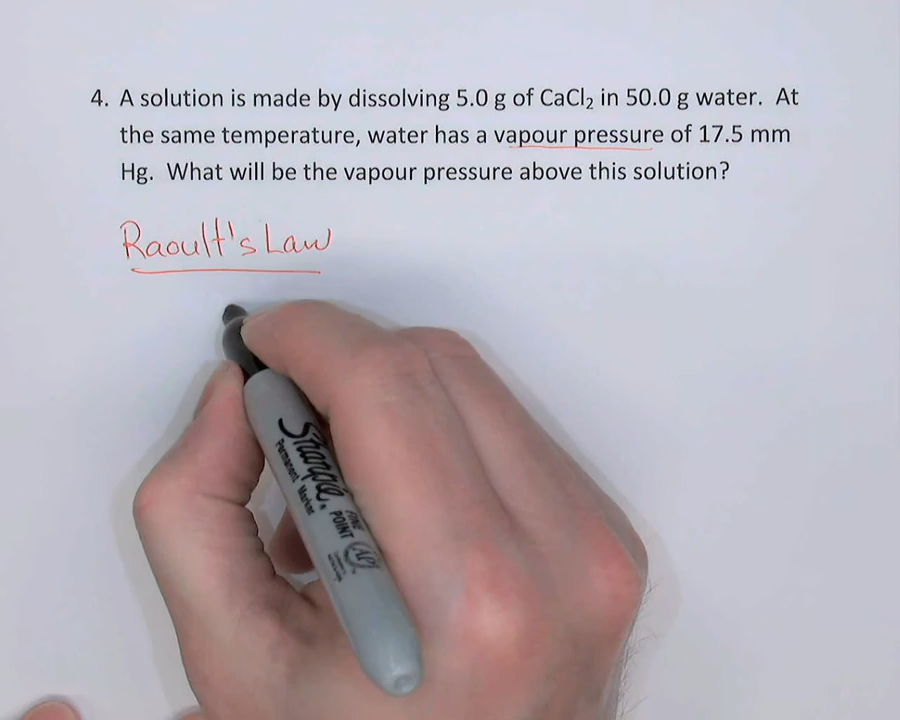 4. A solution is made by dissolving 5.0 g of CaCl₂ in 50.0 g water. At
the same temperature, water has a vapour pressure of 17.5 mm
Hg. What will be the vapour pressure above this solution?
Raoult's Law
Sharpie
FINE
POINT
Permanent Marker
AP